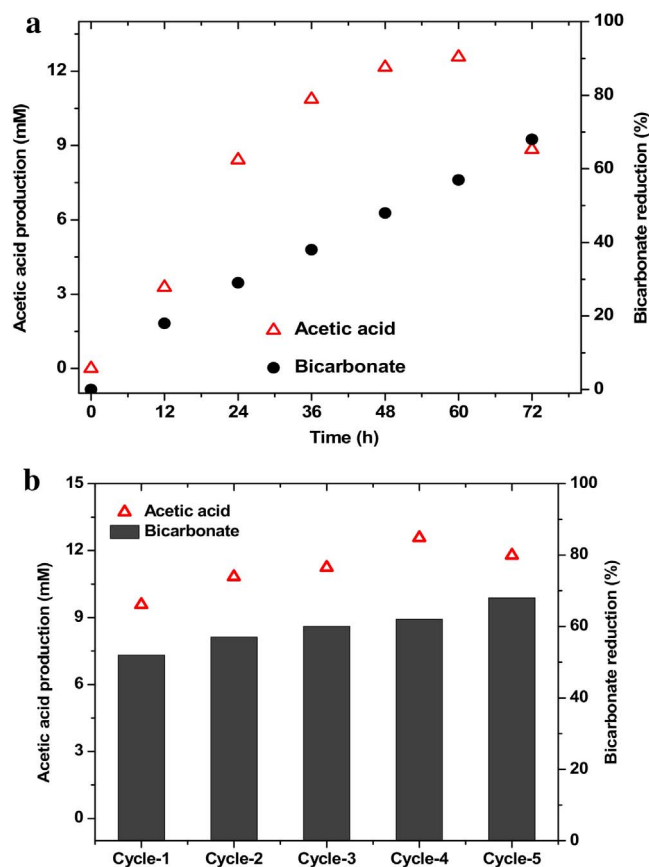 a
Acetic acid production (mM)
12
9
6
3
0
100
80
60
40
20
0
Bicarbonate reduction (%)
Acetic acid
Bicarbonate
0 12 24 36 48 60 72
Time (h)
b
Acetic acid production (mM)
15
12
9
6
3
0
100
80
60
40
20
0
Bicarbonate reduction (%)
Acetic acid
Bicarbonate
Cycle-1 Cycle-2 Cycle-3 Cycle-4 Cycle-5